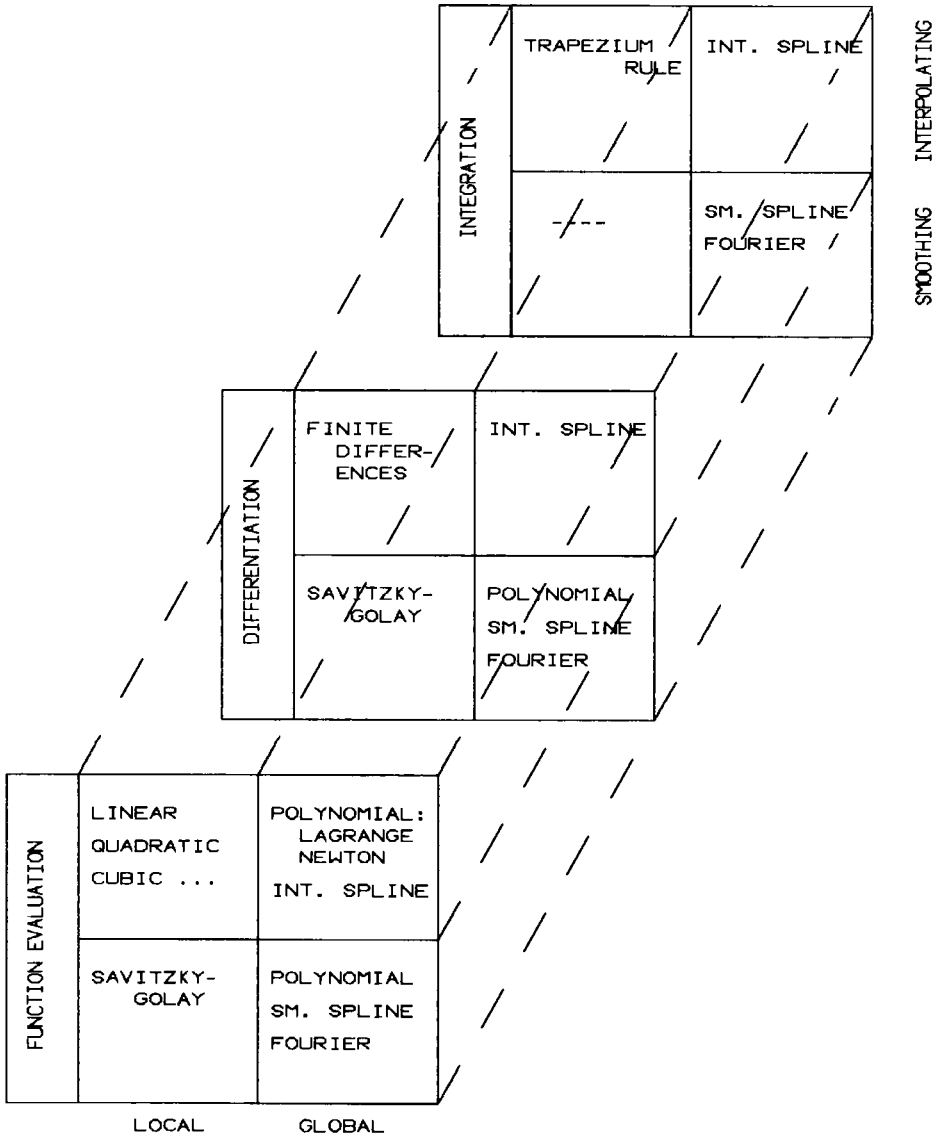 INTEGRATION
TRAPEZIUM
RULE
INT. SPLINE
----
SM. SPLINE
FOURIER
INTERPOLATING
SMOOTHING
DIFFERENTIATION
FINITE
DIFFER-
ENCES
INT. SPLINE
SAVITZKY-
GOLAY
POLYNOMIAL
SM. SPLINE
FOURIER
FUNCTION EVALUATION
LINEAR
QUADRATIC
CUBIC ...
POLYNOMIAL:
LAGRANGE
NEWTON
INT. SPLINE
SAVITZKY-
GOLAY
POLYNOMIAL
SM. SPLINE
FOURIER
LOCAL
GLOBAL